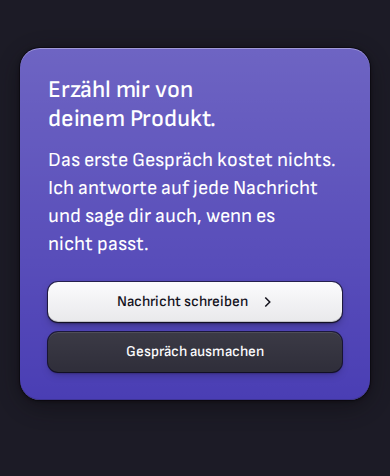 Erzähl mir von
deinem Produkt.
Das erste Gespräch kostet nichts.
Ich antworte auf jede Nachricht
und sage dir auch, wenn es
nicht passt.
Nachricht schreiben
Gespräch ausmachen